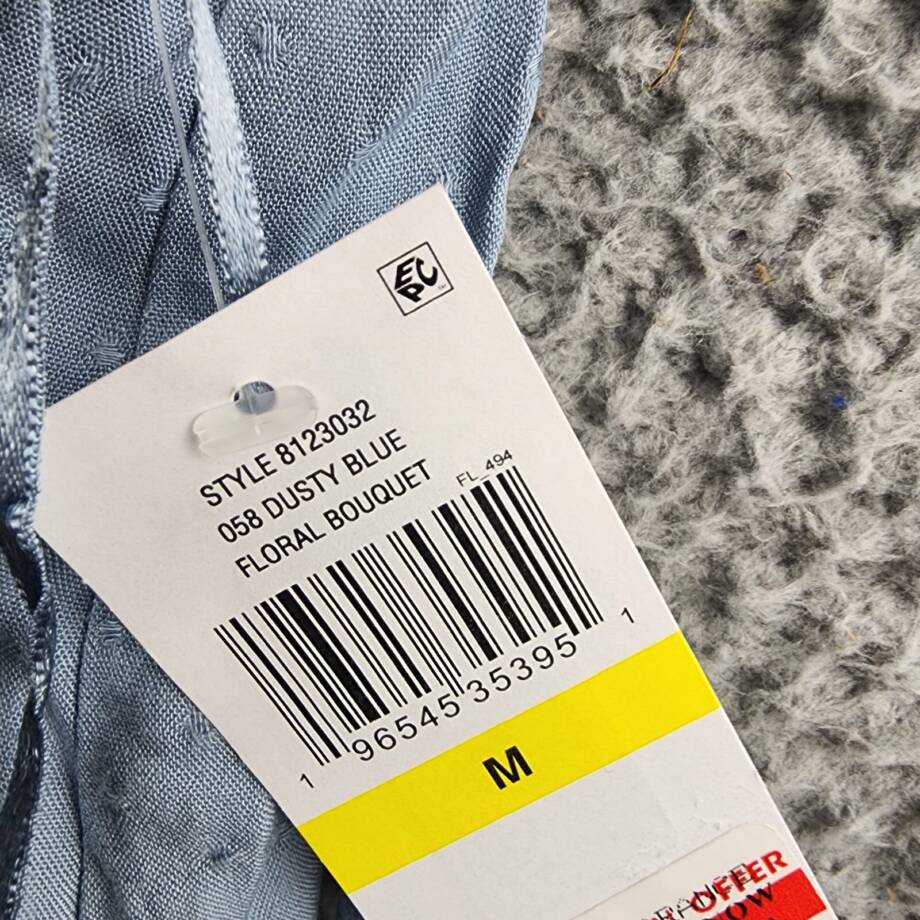 EPC
STYLE 8123032
058 DUSTY BLUE
FLORAL BOUQUET
FL_494
1 96545 35395 1
M
OFFER